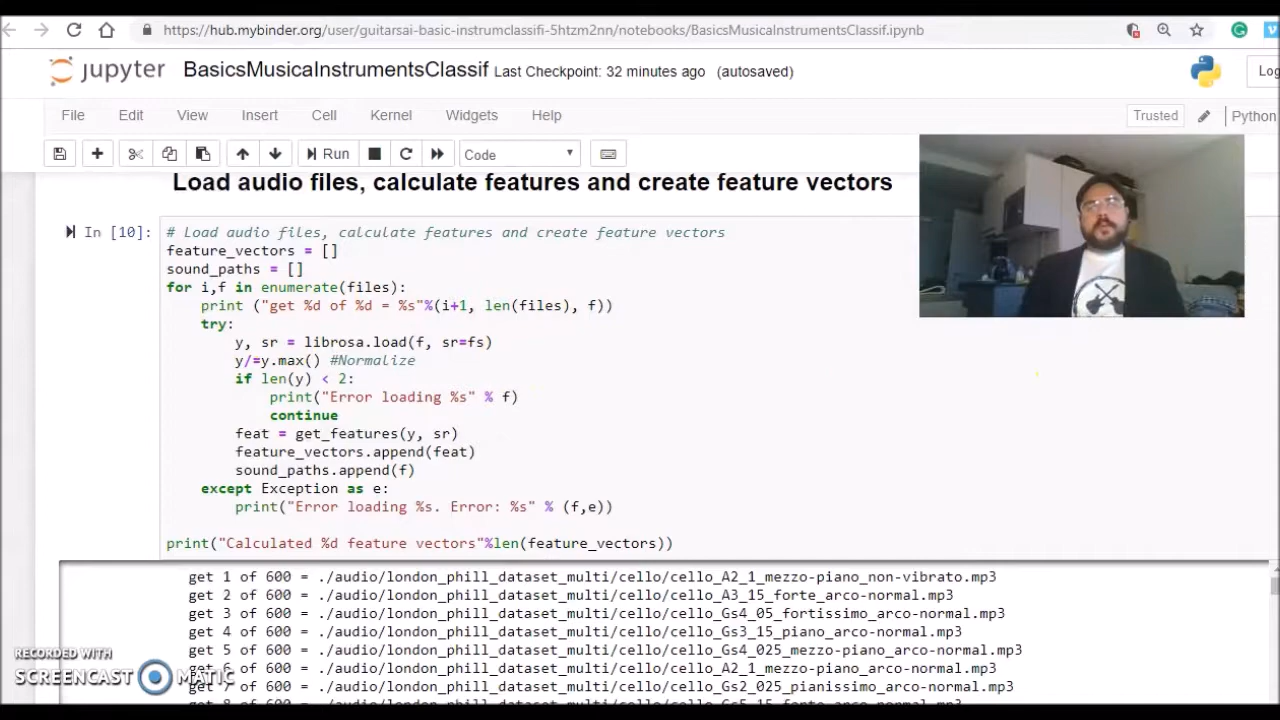 https://hub.mybinder.org/user/guitarsai-basic-instrumclassifi-5htzm2nn/notebooks/BasicsMusicalInstrumentsClassif.ipynb
jupyter BasicsMusicalInstrumentsClassif Last Checkpoint: 32 minutes ago (autosaved)
File Edit View Insert Cell Kernel Widgets Help Trusted Python
Run Code
Load audio files, calculate features and create feature vectors
In [10]: # Load audio files, calculate features and create feature vectors
feature_vectors = []
sound_paths = []
for i,f in enumerate(files):
print ("get %d of %d = %s"%(i+1, len(files), f))
try:
y, sr = librosa.load(f, sr=fs)
y/=y.max() #Normalize
if len(y) < 2:
print("Error loading %s" % f)
continue
feat = get_features(y, sr)
feature_vectors.append(feat)
sound_paths.append(f)
except Exception as e:
print("Error loading %s. Error: %s" % (f,e))
print("Calculated %d feature vectors"%len(feature_vectors))
get 1 of 600 = ./audio/london_phill_dataset_multi/cello/cello_A2_1_mezzo-piano_non-vibrato.mp3
get 2 of 600 = ./audio/london_phill_dataset_multi/cello/cello_A3_15_forte_arco-normal.mp3
get 3 of 600 = ./audio/london_phill_dataset_multi/cello/cello_Gs4_05_fortissimo_arco-normal.mp3
get 4 of 600 = ./audio/london_phill_dataset_multi/cello/cello_Gs3_15_piano_arco-normal.mp3
get 5 of 600 = ./audio/london_phill_dataset_multi/cello/cello_Gs4_025_mezzo-piano_arco-normal.mp3
get 6 of 600 = ./audio/london_phill_dataset_multi/cello/cello_A2_1_mezzo-piano_arco-normal.mp3
get 7 of 600 = ./audio/london_phill_dataset_multi/cello/cello_Gs2_025_pianissimo_arco-normal.mp3
RECORDED WITH
SCREENCAST MATIC